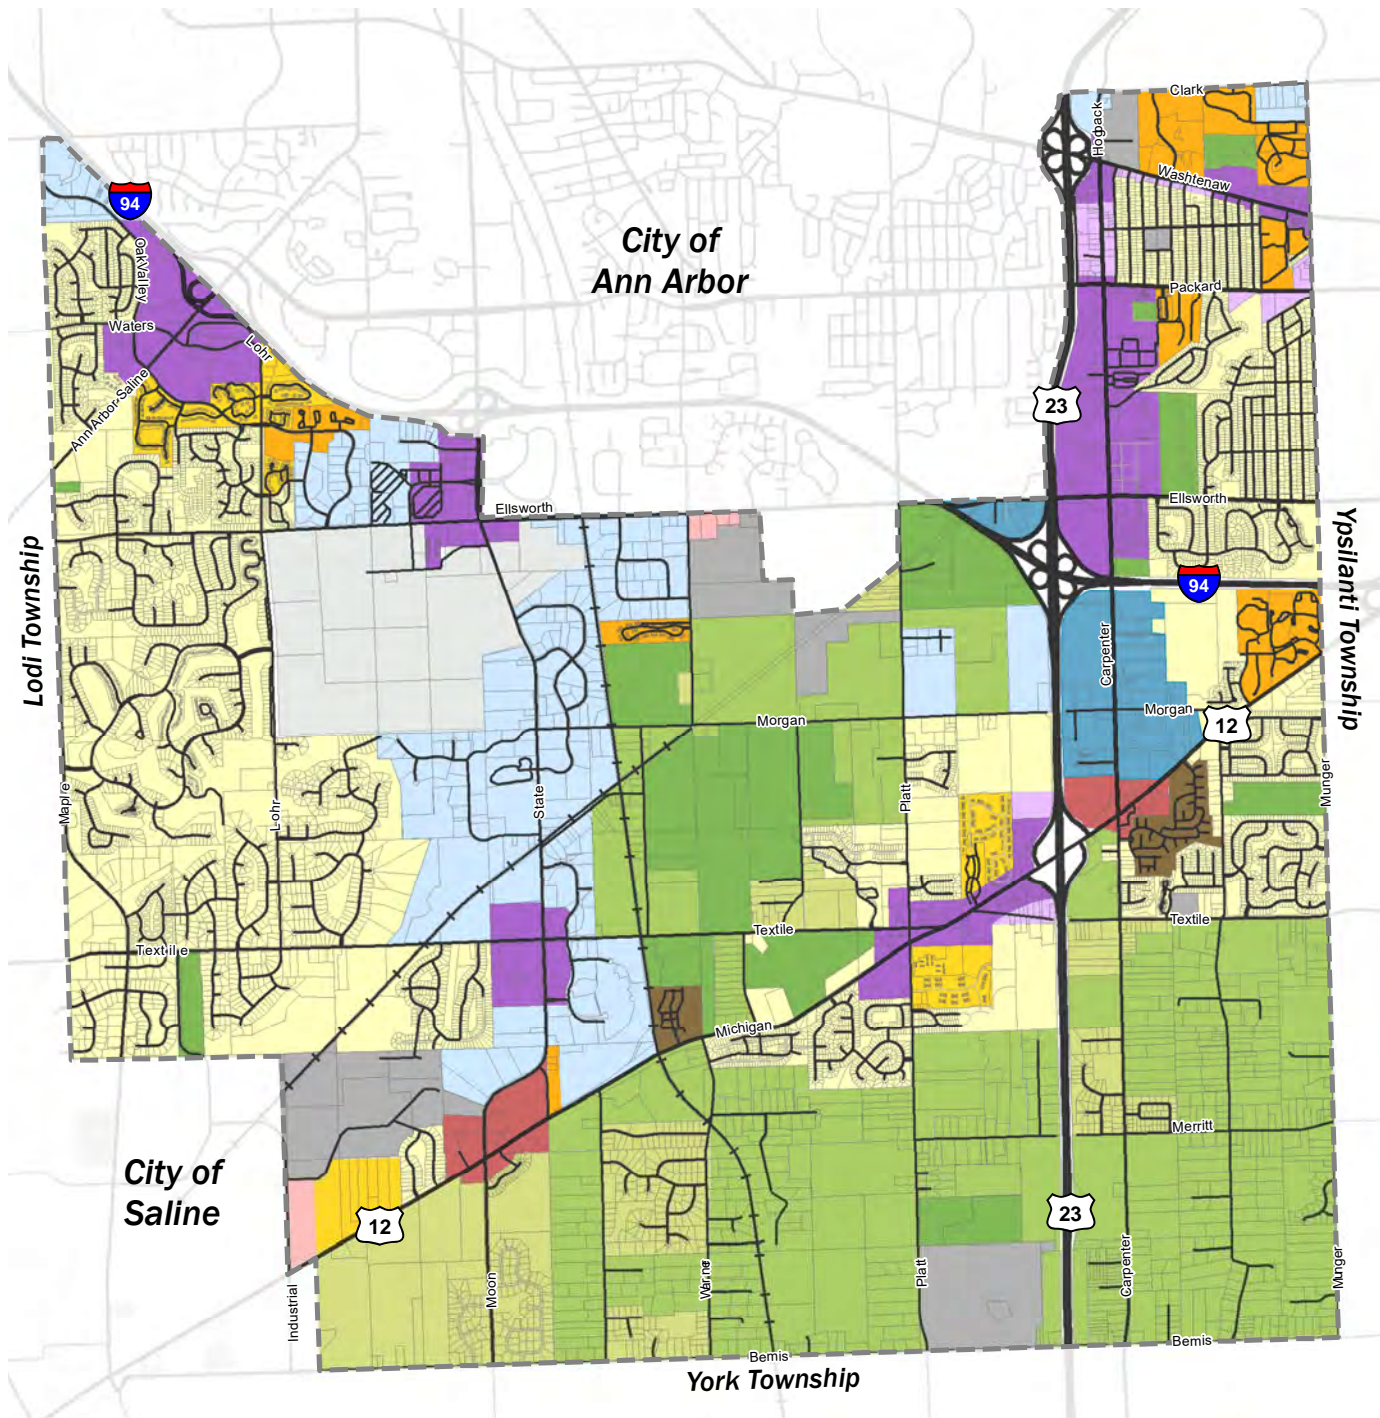 Clark
Hogback
Washtenaw
94
City of
Ann Arbor
OakValley
Packard
Waters
Lohr
Ann Arbor-Saline
23
Ellsworth
Ellsworth
Lodi Township
Ypsilanti Township
94
Carpenter
Morgan
Morgan
12
Maple
Lohr
State
Platt
Munger
Textile
Textile
Textile
Michigan
Merritt
City of
Saline
12
23
Industrial
Moon
Platt
Carpenter
Munger
Bemis
Bemis
York Township